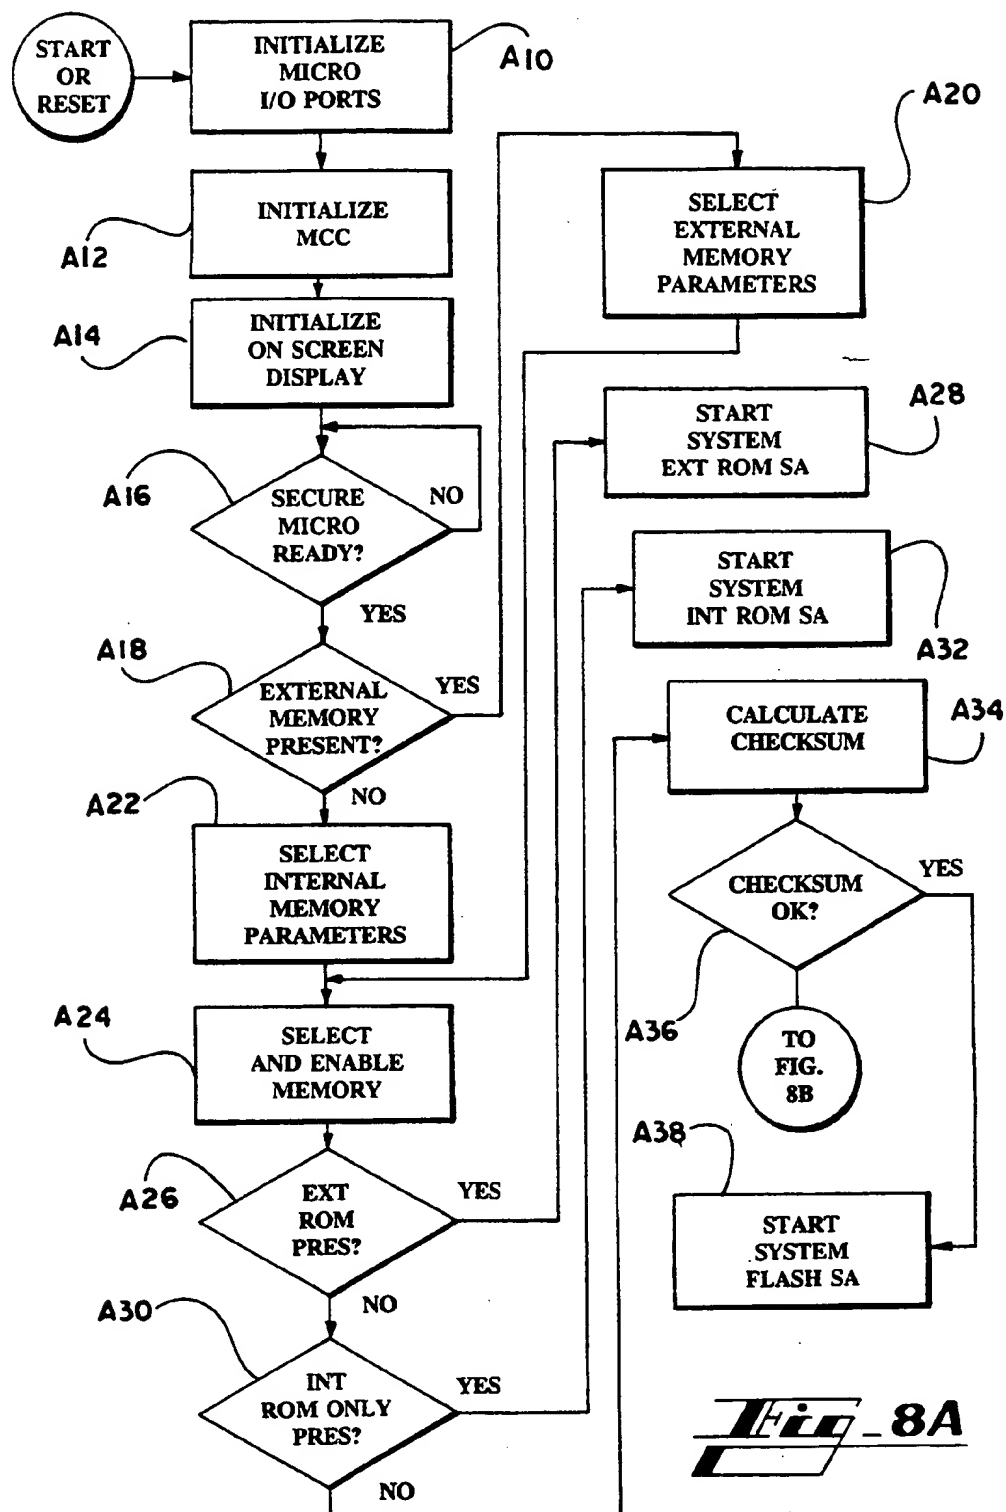 START
OR
RESET
INITIALIZE
MICRO
I/O PORTS
A10
INITIALIZE
MCC
A12
INITIALIZE
ON SCREEN
DISPLAY
A14
SECURE
MICRO
READY?
A16
NO
YES
EXTERNAL
MEMORY
PRESENT?
A18
YES
NO
SELECT
EXTERNAL
MEMORY
PARAMETERS
A20
SELECT
INTERNAL
MEMORY
PARAMETERS
A22
SELECT
AND ENABLE
MEMORY
A24
EXT
ROM
PRES?
A26
YES
NO
START
SYSTEM
EXT ROM SA
A28
INT
ROM ONLY
PRES?
A30
YES
NO
START
SYSTEM
INT ROM SA
A32
CALCULATE
CHECKSUM
A34
CHECKSUM
OK?
A36
YES
TO
FIG.
8B
START
SYSTEM
FLASH SA
A38
Fig_8A